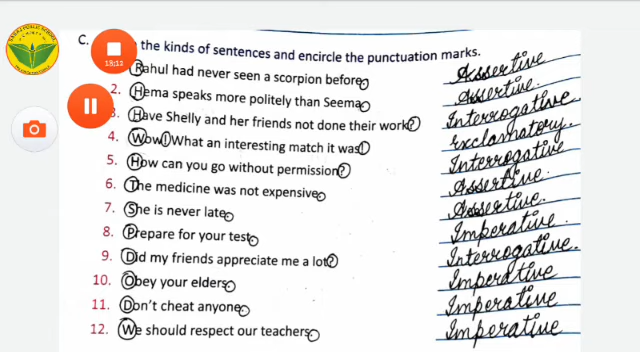 C. the kinds of sentences and encircle the punctuation marks.
18:13
Rahul had never seen a scorpion before. Assertive
2. Hema speaks more politely than Seema. Assertive.
3. Have Shelly and her friends not done their work? Interrogative
4. Wow! What an interesting match it was! Exclamatory.
5. How can you go without permission? Interrogative
6. The medicine was not expensive. Assertive.
7. She is never late. Assertive.
8. Prepare for your test. Imperative.
9. Did my friends appreciate me a lot? Interrogative.
10. Obey your elders. Imperative
11. Don't cheat anyone. Imperative
12. We should respect our teachers. Imperative